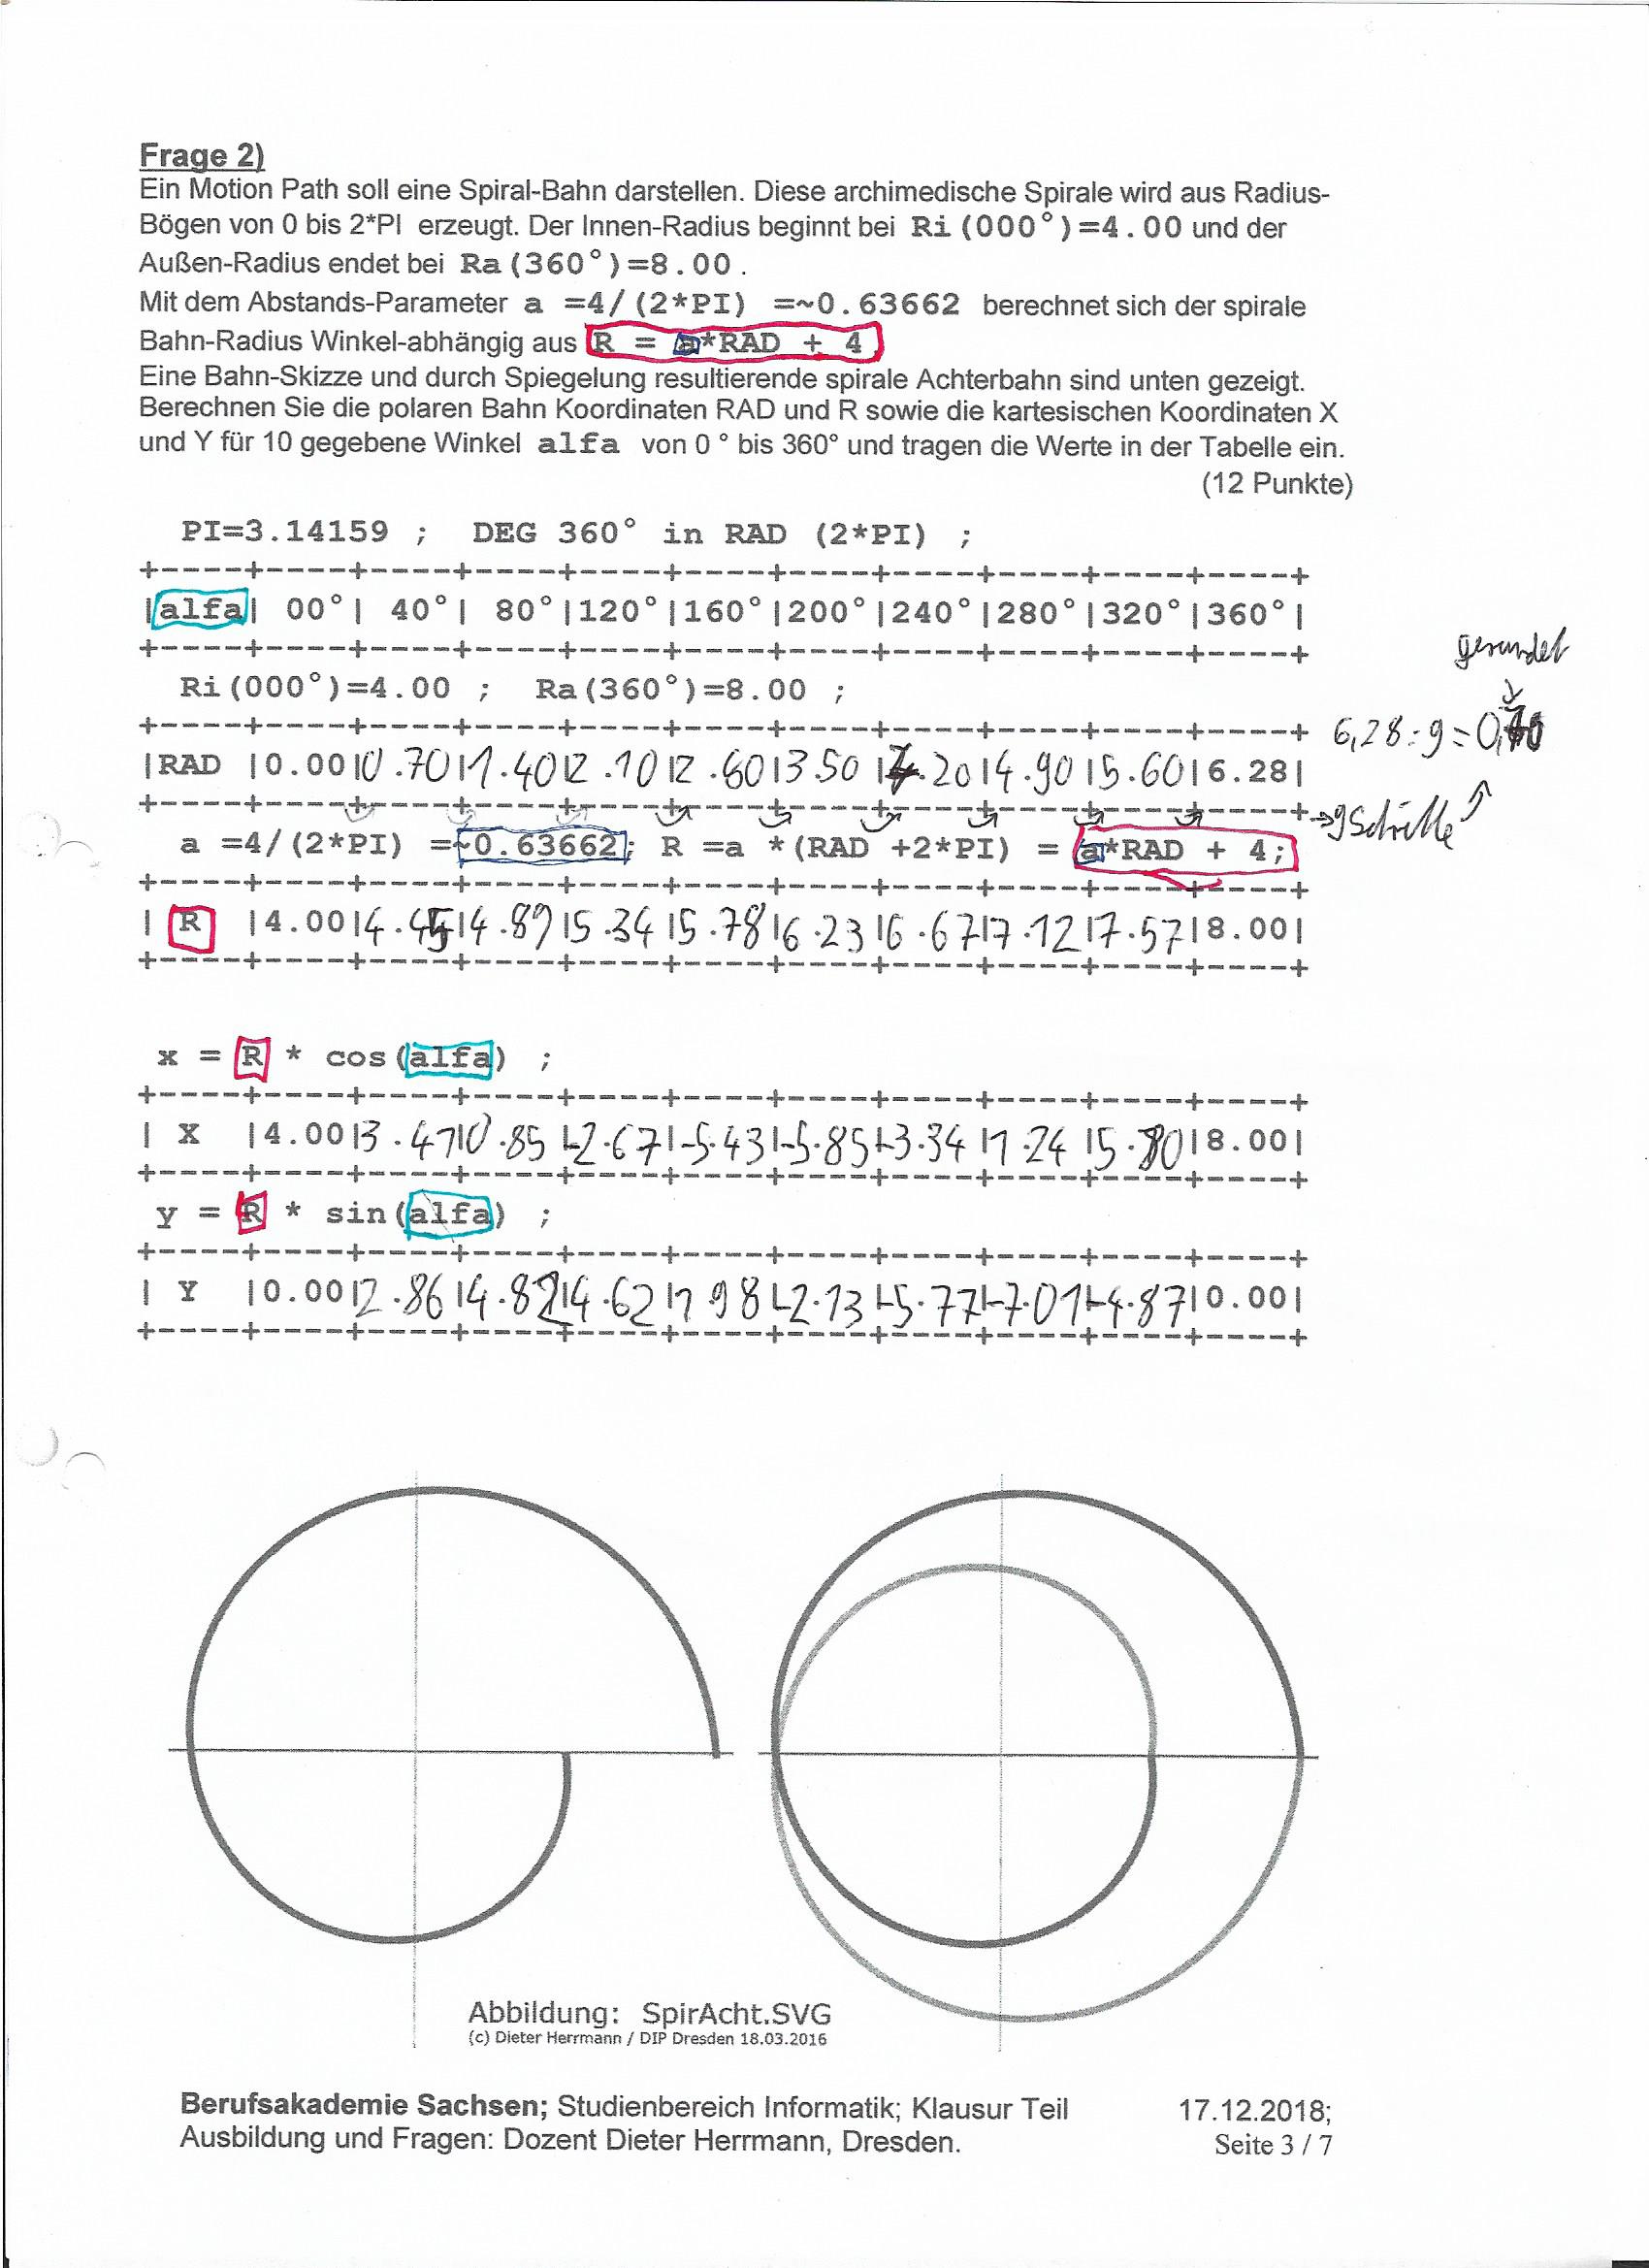 Frage 2)
Ein Motion Path soll eine Spiral-Bahn darstellen. Diese archimedische Spirale wird aus Radius-
Bögen von 0 bis 2*PI erzeugt. Der Innen-Radius beginnt bei Ri(000°)=4.00 und der
Außen-Radius endet bei Ra(360°)=8.00.
Mit dem Abstands-Parameter a =4/(2*PI) =~0.63662 berechnet sich der spirale
Bahn-Radius Winkel-abhängig aus R = a*RAD + 4
Eine Bahn-Skizze und durch Spiegelung resultierende spirale Achterbahn sind unten gezeigt.
Berechnen Sie die polaren Bahn Koordinaten RAD und R sowie die kartesischen Koordinaten X
und Y für 10 gegebene Winkel alfa von 0 ° bis 360° und tragen die Werte in der Tabelle ein.
(12 Punkte)
PI=3.14159 ; DEG 360° in RAD (2*PI) ;
+----+----+----+----+----+----+----+----+----+----+----+
|alfa| 00°| 40°| 80°|120°|160°|200°|240°|280°|320°|360°|
+----+----+----+----+----+----+----+----+----+----+----+
gerundet
Ri(000°)=4.00 ; Ra(360°)=8.00 ;
+----+----+----+----+----+----+----+----+----+----+----+
6,28:9=0,70
|RAD |0.00|0.70|1.40|2.10|2.80|3.50|4.20|4.90|5.60|6.28|
+----+----+----+----+----+----+----+----+----+----+----+
→9 Schritte
a =4/(2*PI) =~0.63662; R =a *(RAD +2*PI) = a*RAD + 4;
+----+----+----+----+----+----+----+----+----+----+----+
| R |4.00|4.45|4.89|5.34|5.78|6.23|6.67|7.12|7.57|8.00|
+----+----+----+----+----+----+----+----+----+----+----+
x = R * cos(alfa) ;
+----+----+----+----+----+----+----+----+----+----+----+
| X |4.00|3.41|0.85|-2.67|-5.43|-5.85|-3.34|1.24|5.80|8.00|
+----+----+----+----+----+----+----+----+----+----+----+
y = R * sin(alfa) ;
+----+----+----+----+----+----+----+----+----+----+----+
| Y |0.00|2.86|4.82|4.62|1.98|-2.13|-5.77|-7.01|-4.87|0.00|
+----+----+----+----+----+----+----+----+----+----+----+
Abbildung: SpirAcht.SVG
(c) Dieter Herrmann / DIP Dresden 18.03.2016
Berufsakademie Sachsen; Studienbereich Informatik; Klausur Teil 17.12.2018;
Ausbildung und Fragen: Dozent Dieter Herrmann, Dresden. Seite 3 / 7